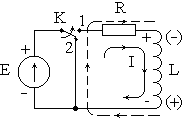 K 1 R
2
+ (-)
+ I
E L
- - (+)